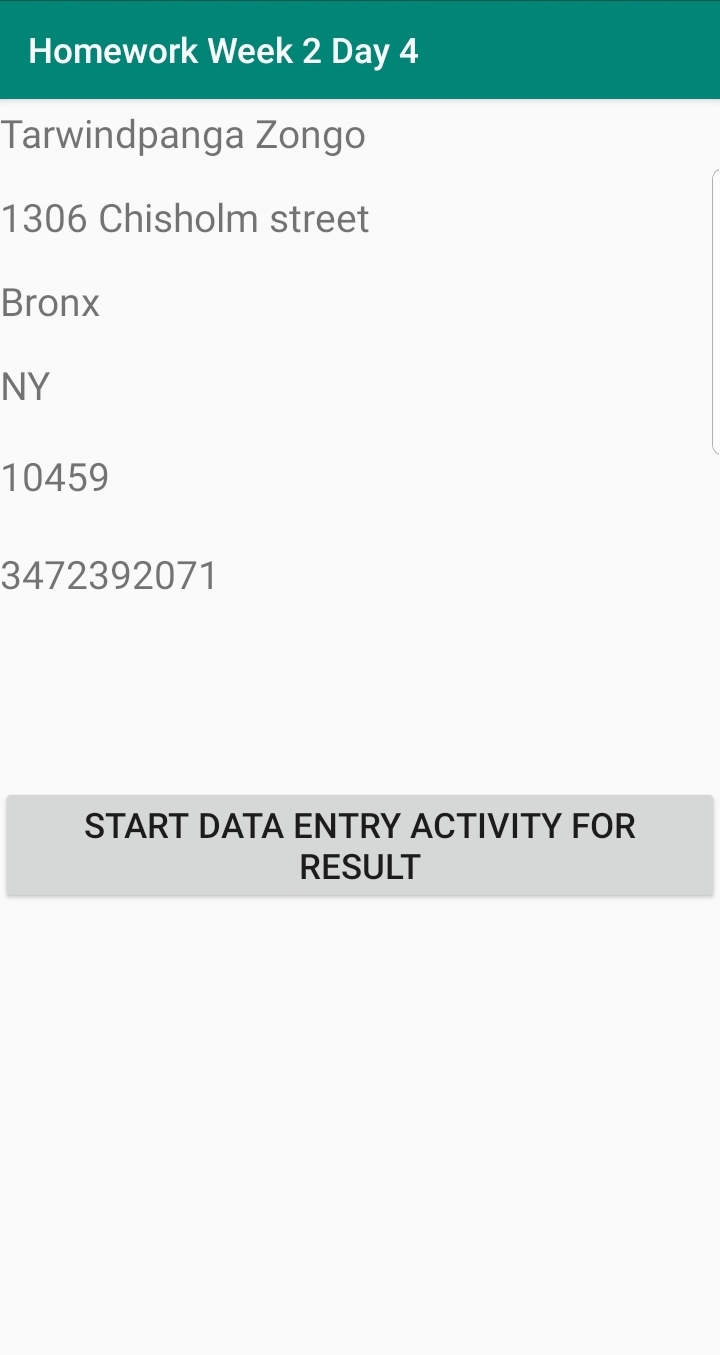 Homework Week 2 Day 4
Tarwindpanga Zongo
1306 Chisholm street
Bronx
NY
10459
3472392071
START DATA ENTRY ACTIVITY FOR
RESULT